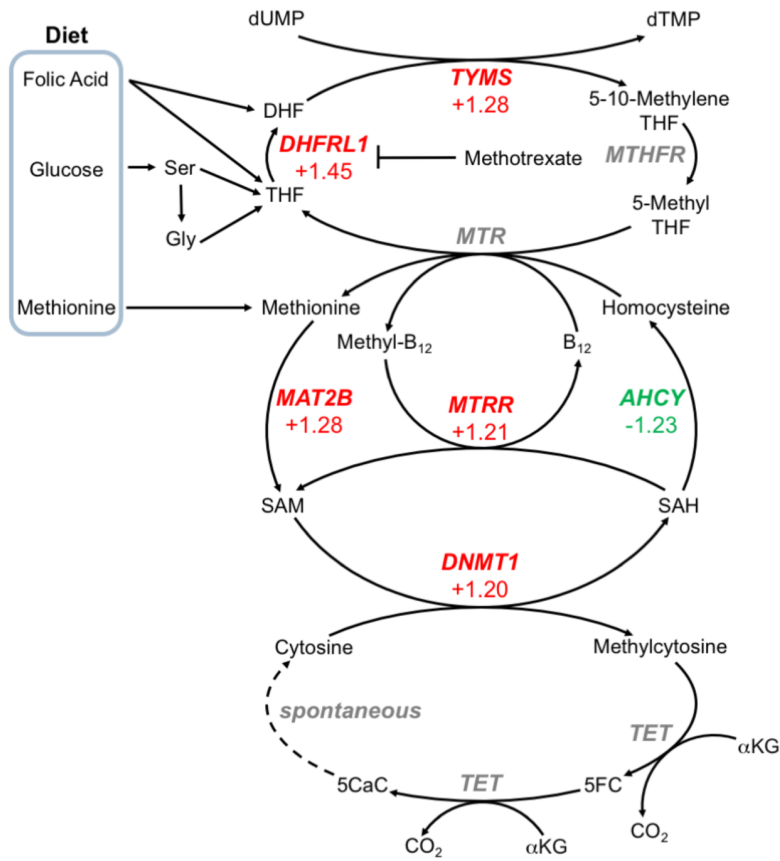 dUMP
dTMP
Diet
Folic Acid
DHF
TYMS
+1.28
5-10-Methylene
THF
DHFRL1
+1.45
Methotrexate
MTHFR
Glucose
Ser
THF
Gly
5-Methyl
THF
MTR
Methionine
Methionine
Homocysteine
Methyl-B12
B12
MAT2B
+1.28
MTRR
+1.21
AHCY
-1.23
SAM
SAH
DNMT1
+1.20
Cytosine
Methylcytosine
spontaneous
TET
αKG
5CaC
TET
5FC
CO2
αKG
CO2